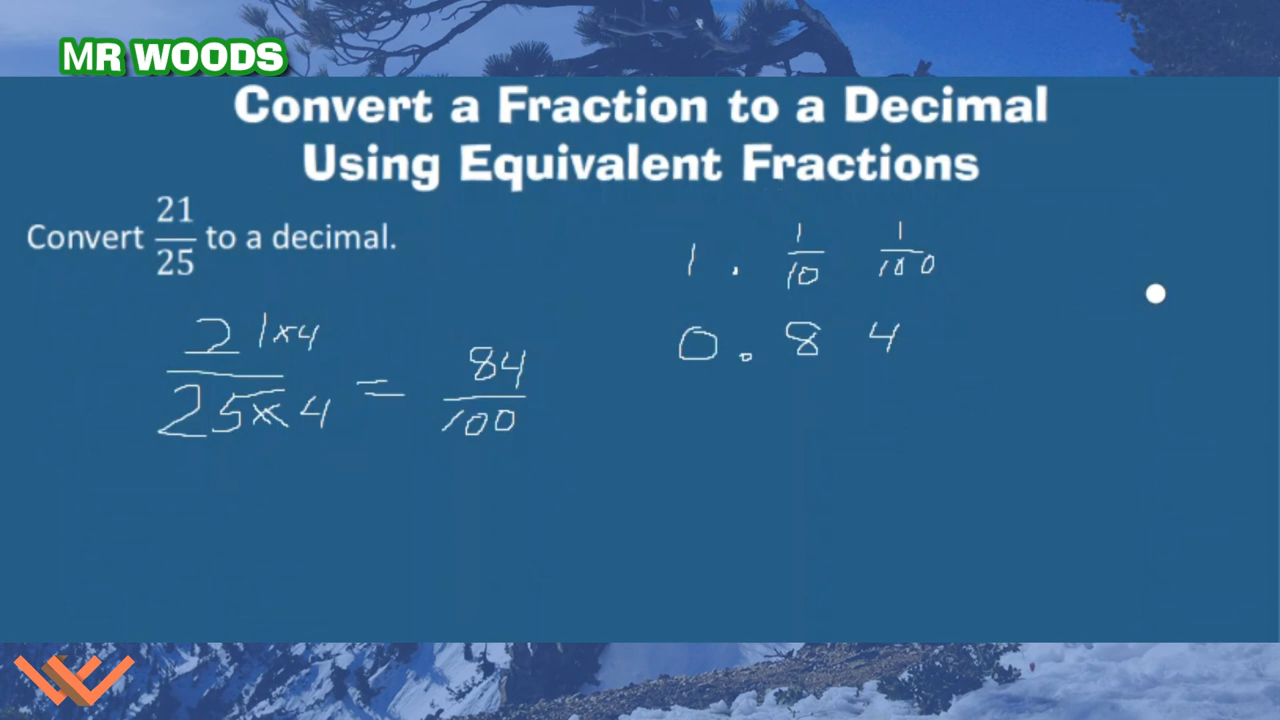 MR WOODS
Convert a Fraction to a Decimal
Using Equivalent Fractions
Convert 21/25 to a decimal.
1 . 1/10 1/100
21×4
25×4
=
84
100
0 . 8 4